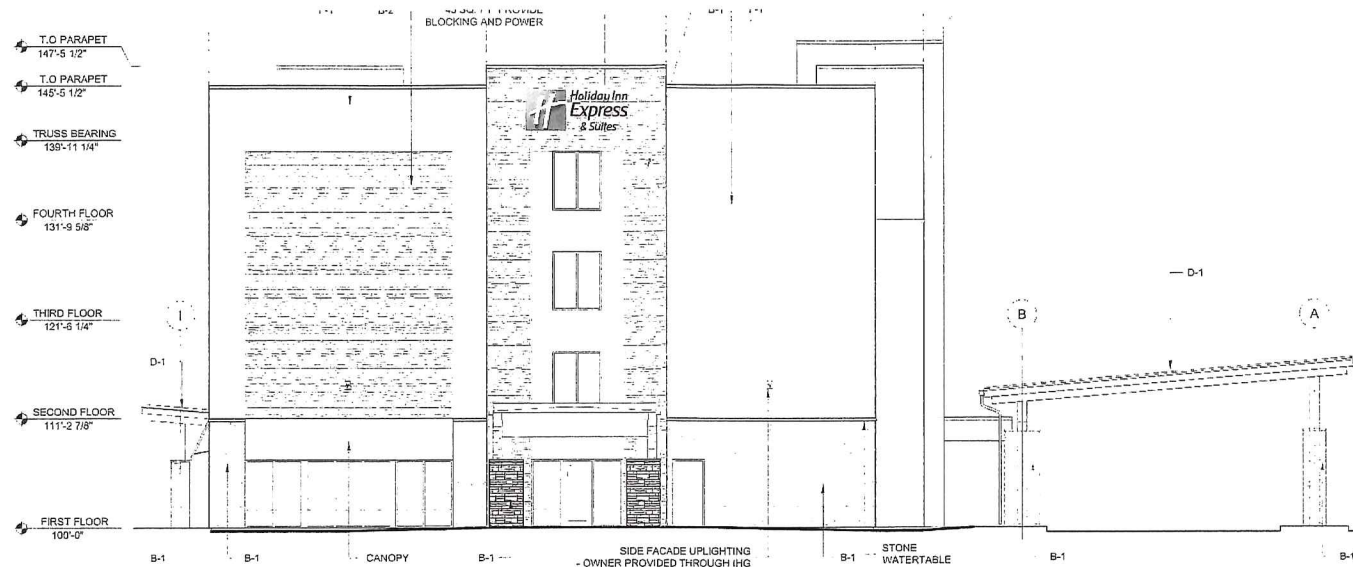 BLOCKING AND POWER
T.O PARAPET
147'-5 1/2"
T.O PARAPET
145'-5 1/2"
Holiday Inn
Express
& Suites
TRUSS BEARING
139'-11 1/4"
FOURTH FLOOR
131'-9 5/8"
D-1
THIRD FLOOR
121'-6 1/4"
B
A
D-1
SECOND FLOOR
111'-2 7/8"
FIRST FLOOR
100'-0"
B-1
B-1
CANOPY
B-1
SIDE FACADE UPLIGHTING
- OWNER PROVIDED THROUGH IHG
B-1
STONE
WATERTABLE
B-1
B-1